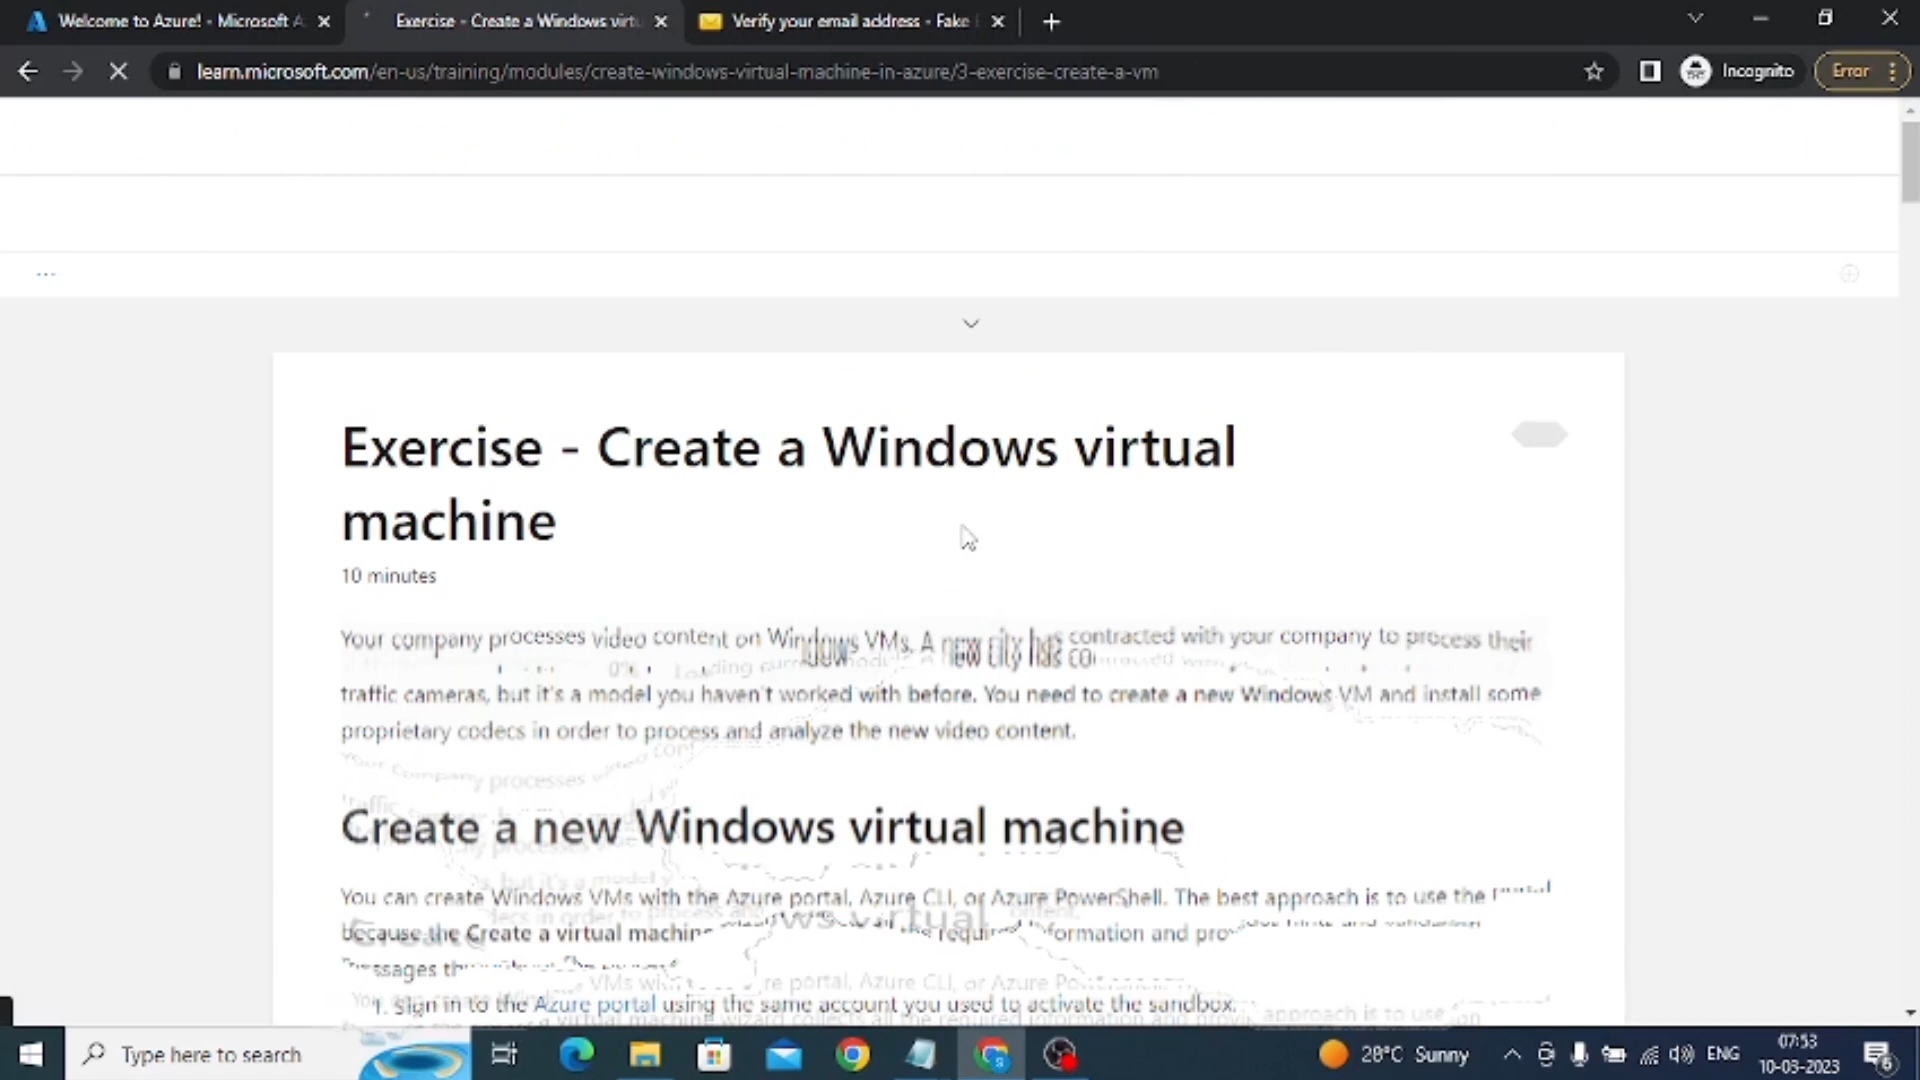 Welcome to Azure! - Microsoft A
Exercise - Create a Windows virtu
Verify your email address - Fake
learn.microsoft.com/en-us/training/modules/create-windows-virtual-machine-in-azure/3-exercise-create-a-vm
Incognito
Error
Exercise - Create a Windows virtual
machine
10 minutes
Your company processes video content on Windows VMs. A new city has contracted with your company to process their
traffic cameras, but it's a model you haven't worked with before. You need to create a new Windows VM and install some
proprietary codecs in order to process and analyze the new video content.
Create a new Windows virtual machine
You can create Windows VMs with the Azure portal, Azure CLI, or Azure PowerShell. The best approach is to use the portal
because the Create a virtual machine required information and
1. Sign in to the Azure portal using the same account you used to activate the sandbox.
Type here to search
28°C Sunny
ENG
07:53
10-03-2023